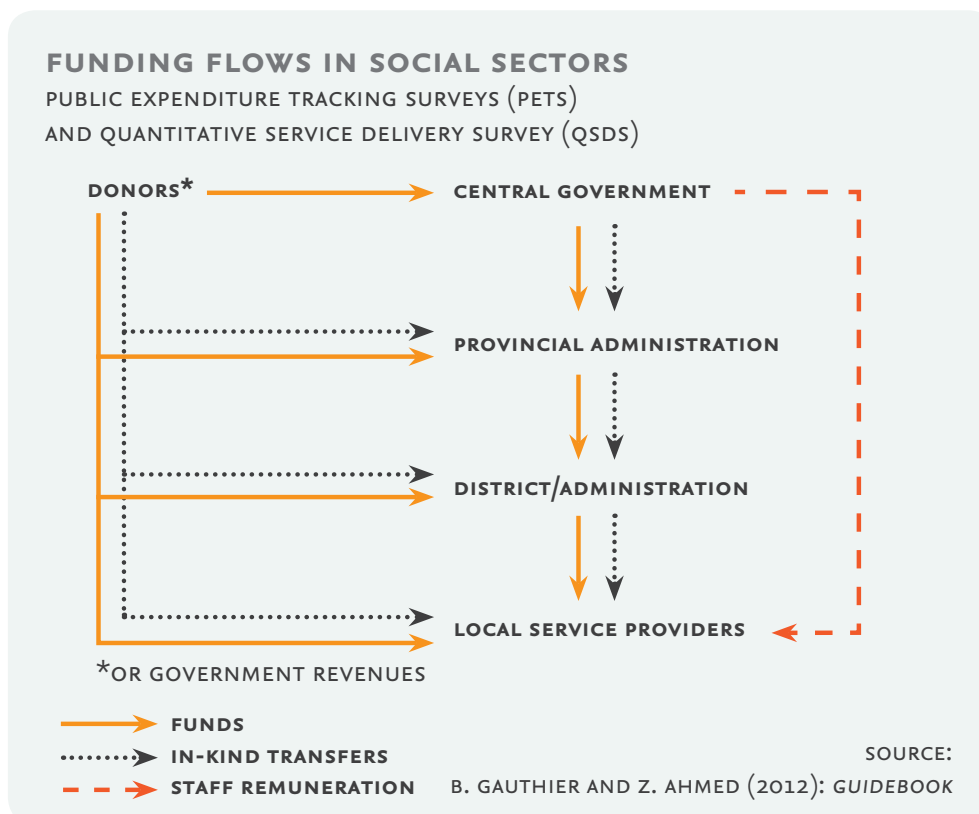 FUNDING FLOWS IN SOCIAL SECTORS
PUBLIC EXPENDITURE TRACKING SURVEYS (PETS)
AND QUANTITATIVE SERVICE DELIVERY SURVEY (QSDS)
DONORS*
CENTRAL GOVERNMENT
PROVINCIAL ADMINISTRATION
DISTRICT/ADMINISTRATION
LOCAL SERVICE PROVIDERS
*OR GOVERNMENT REVENUES
FUNDS
IN-KIND TRANSFERS
STAFF REMUNERATION
SOURCE:
B. GAUTHIER AND Z. AHMED (2012): GUIDEBOOK